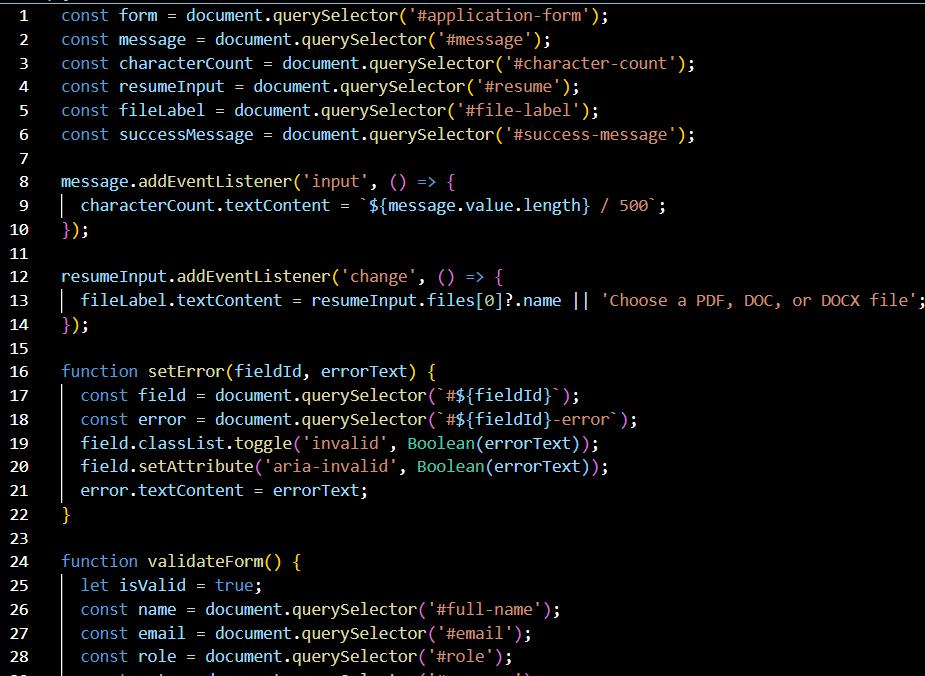 1 const form = document.querySelector('#application-form');
2 const message = document.querySelector('#message');
3 const characterCount = document.querySelector('#character-count');
4 const resumeInput = document.querySelector('#resume');
5 const fileLabel = document.querySelector('#file-label');
6 const successMessage = document.querySelector('#success-message');
7
8 message.addEventListener('input', () => {
9 characterCount.textContent = `${message.value.length} / 500`;
10 });
11
12 resumeInput.addEventListener('change', () => {
13 fileLabel.textContent = resumeInput.files[0]?.name || 'Choose a PDF, DOC, or DOCX file';
14 });
15
16 function setError(fieldId, errorText) {
17 const field = document.querySelector(`#${fieldId}`);
18 const error = document.querySelector(`#${fieldId}-error`);
19 field.classList.toggle('invalid', Boolean(errorText));
20 field.setAttribute('aria-invalid', Boolean(errorText));
21 error.textContent = errorText;
22 }
23
24 function validateForm() {
25 let isValid = true;
26 const name = document.querySelector('#full-name');
27 const email = document.querySelector('#email');
28 const role = document.querySelector('#role');